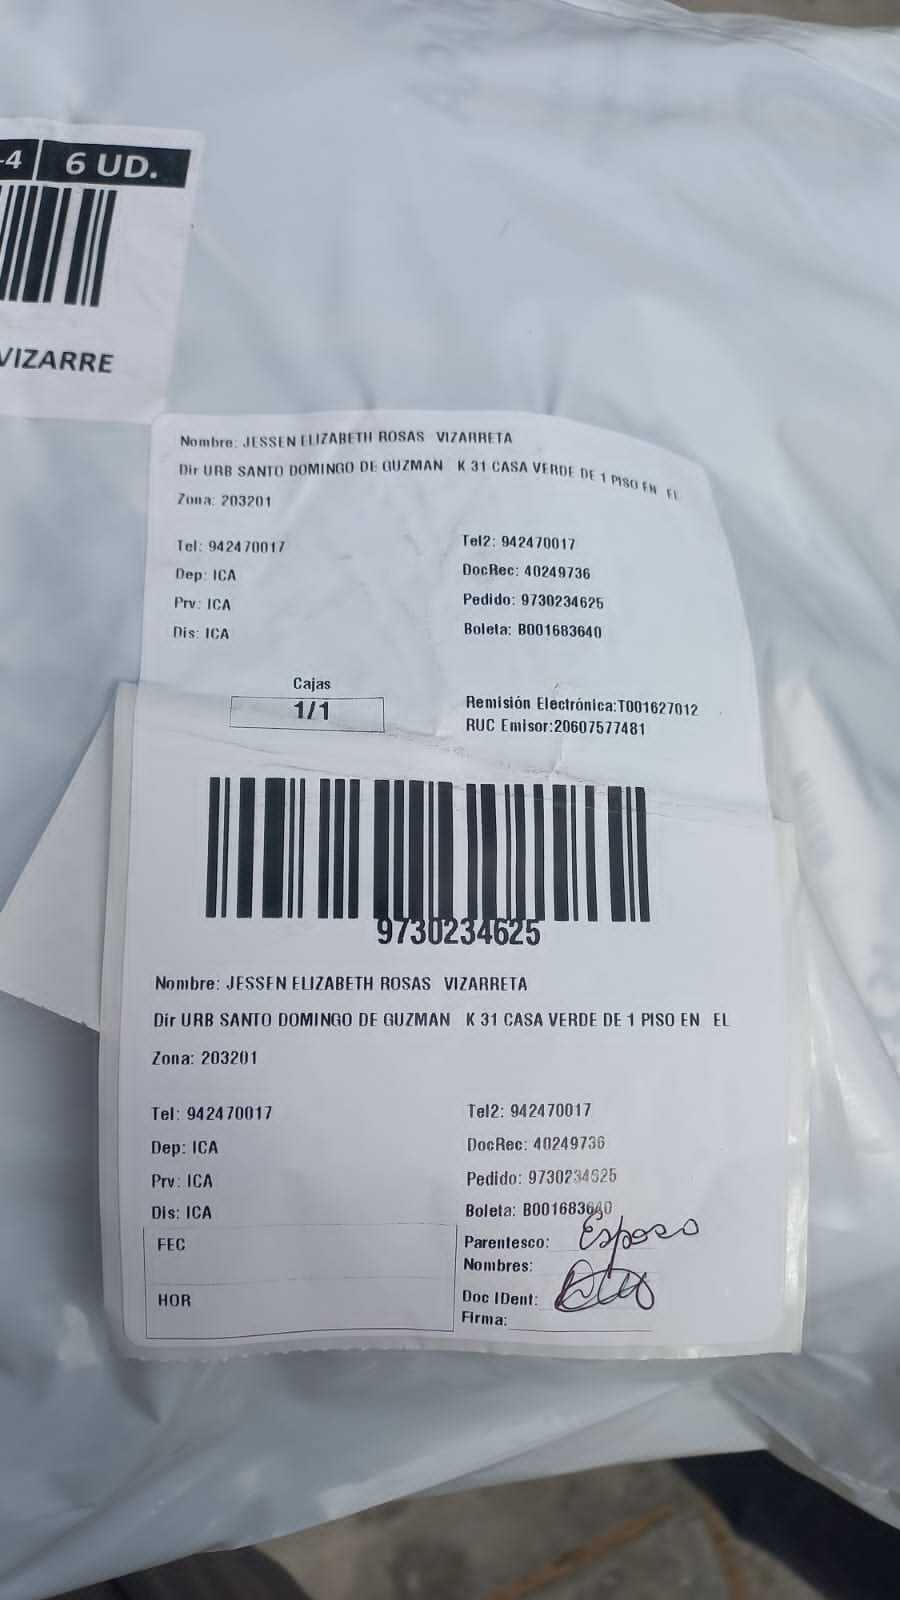 -4 6 UD.
VIZARRE
Nombre: JESSEN ELIZABETH ROSAS VIZARRETA
Dir URB SANTO DOMINGO DE GUZMAN K 31 CASA VERDE DE 1 PISO EN EL
Zona: 203201
Tel: 942470017 Tel2: 942470017
Dep: ICA DocRec: 40249736
Prv: ICA Pedido: 9730234625
Dis: ICA Boleta: B001683640
Cajas
1/1
Remisión Electrónica:T001627012
RUC Emisor:20607577481
9730234625
Nombre: JESSEN ELIZABETH ROSAS VIZARRETA
Dir URB SANTO DOMINGO DE GUZMAN K 31 CASA VERDE DE 1 PISO EN EL
Zona: 203201
Tel: 942470017 Tel2: 942470017
Dep: ICA DocRec: 40249736
Prv: ICA Pedido: 9730234625
Dis: ICA Boleta: B001683640
FEC
HOR
Parentesco: Esposo
Nombres:
Doc IDent:
Firma: